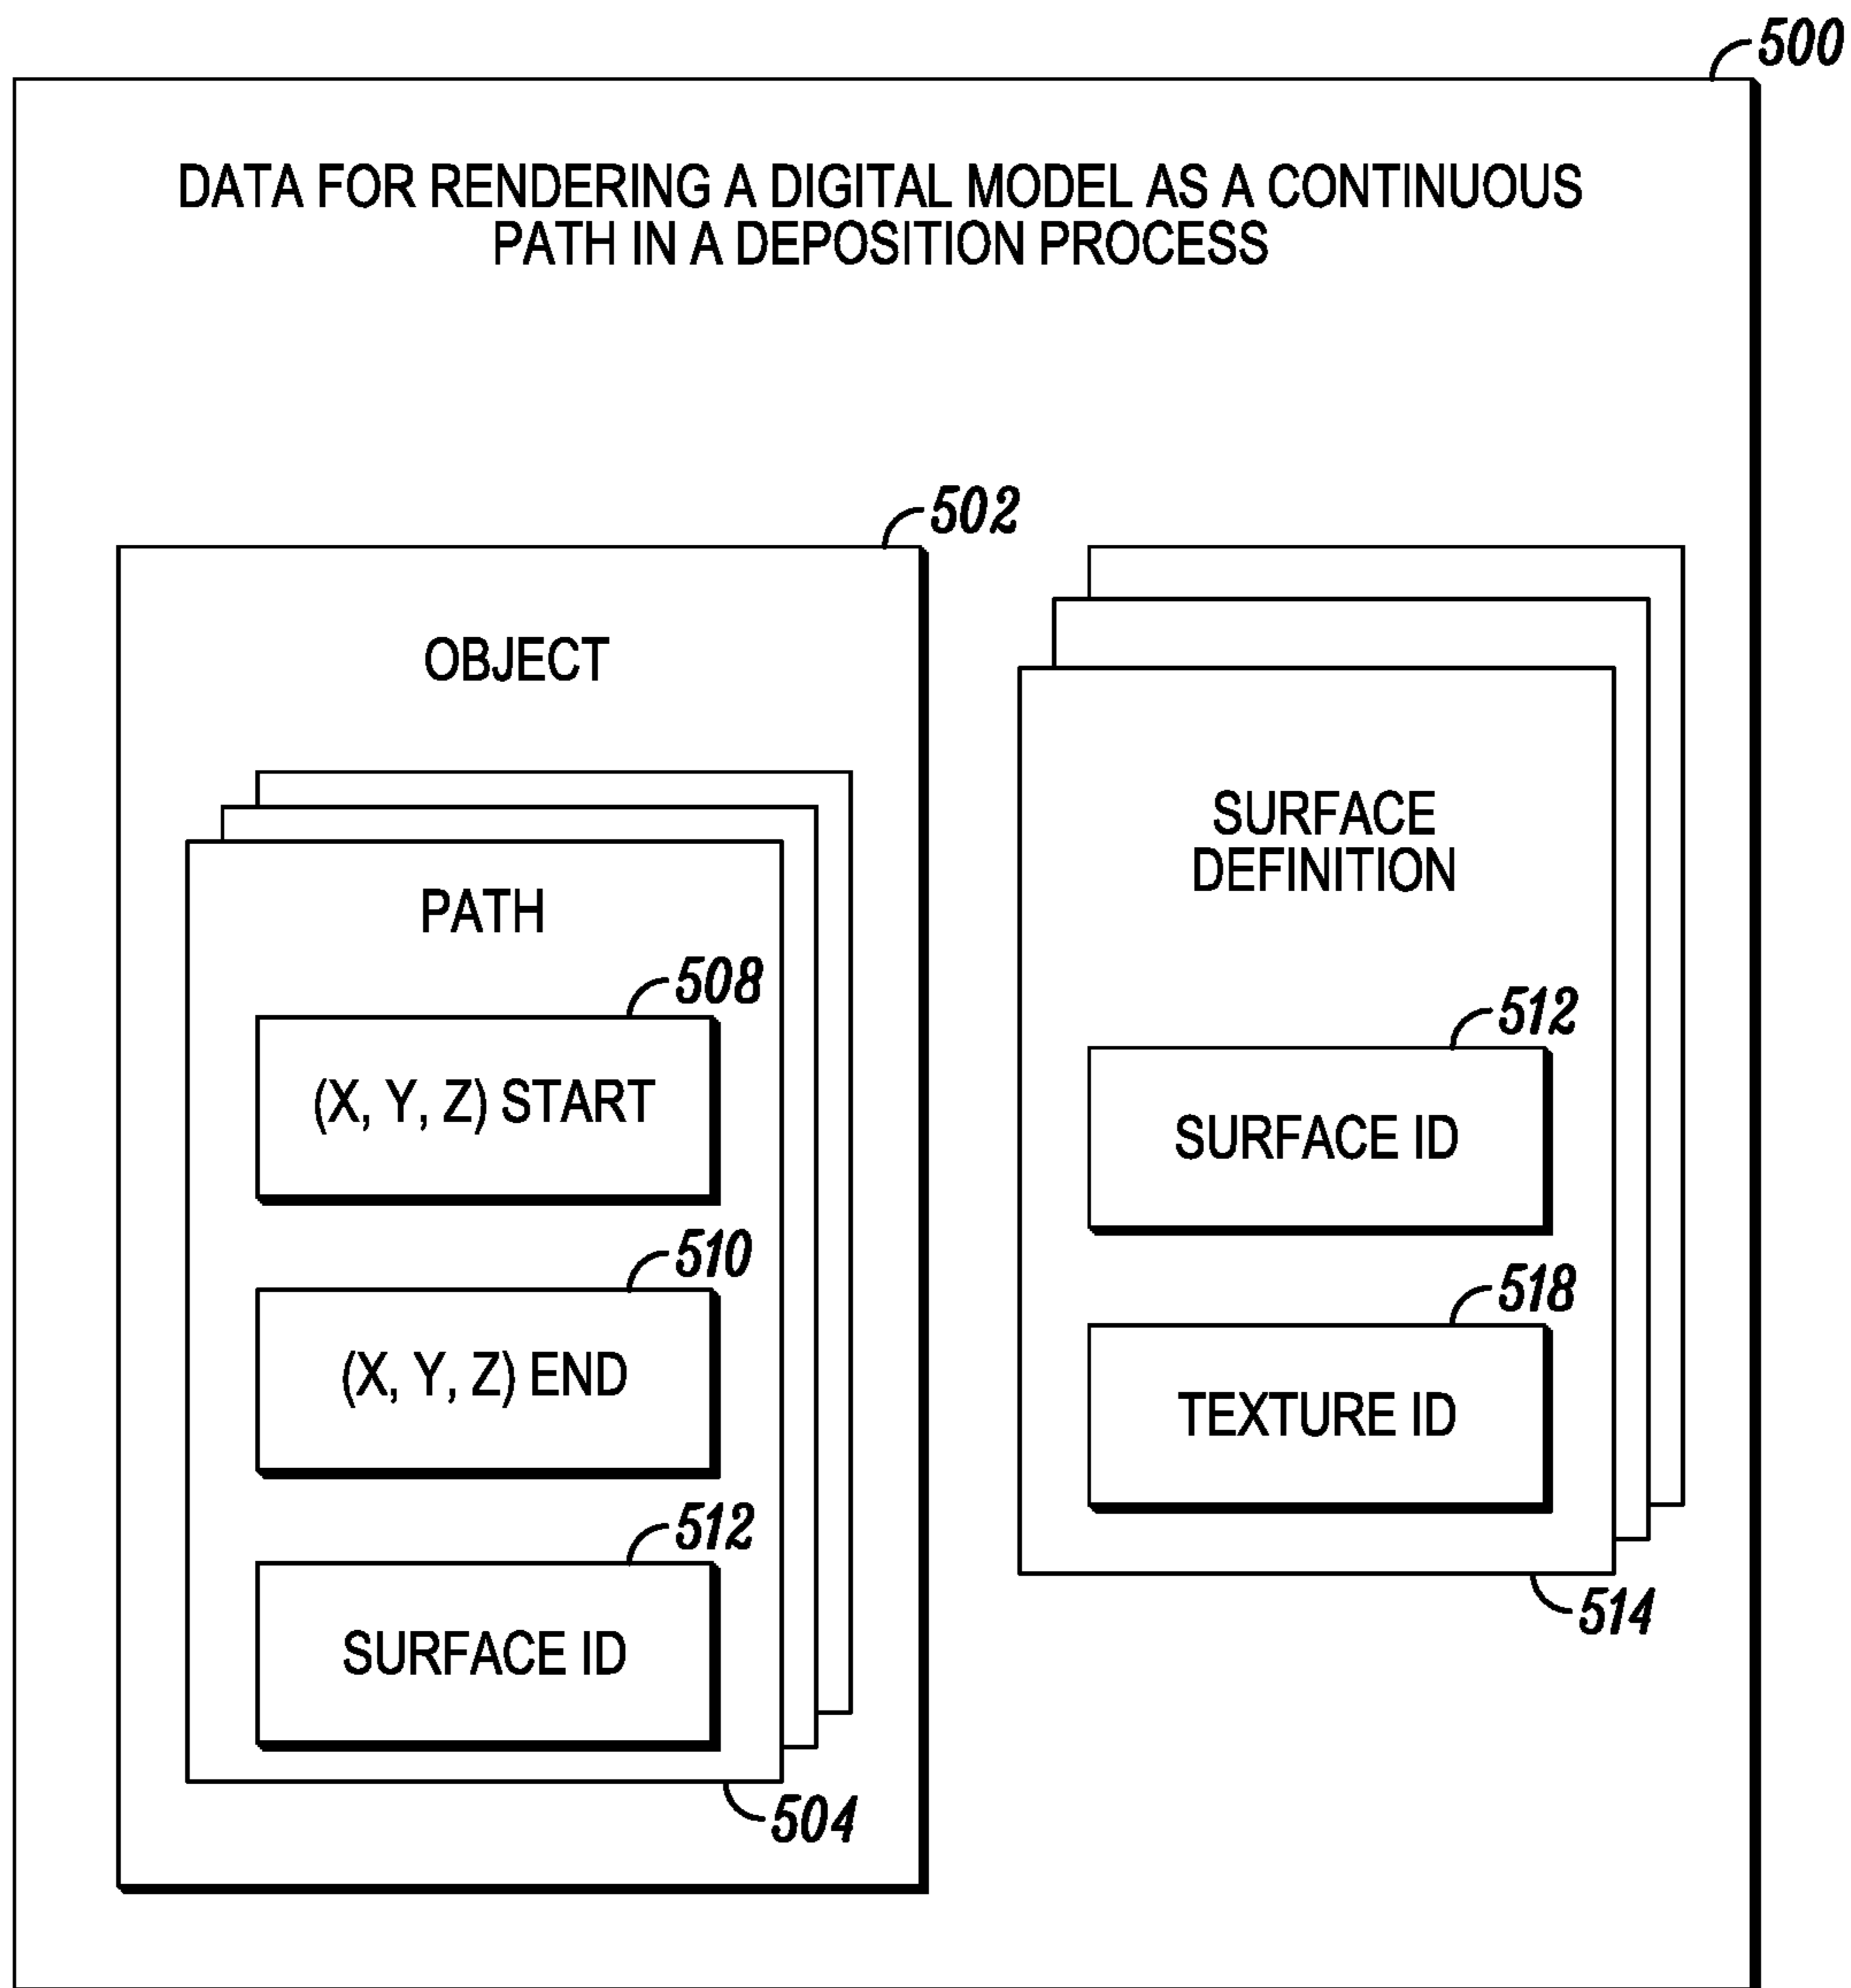 500
DATA FOR RENDERING A DIGITAL MODEL AS A CONTINUOUS
PATH IN A DEPOSITION PROCESS
502
OBJECT
PATH
508
(X, Y, Z) START
510
(X, Y, Z) END
512
SURFACE ID
504
SURFACE
DEFINITION
512
SURFACE ID
518
TEXTURE ID
514